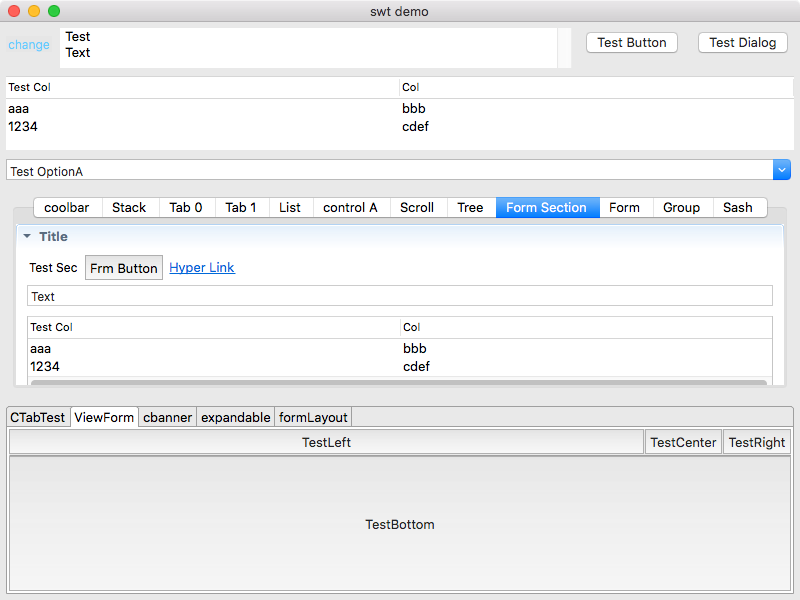 swt demo
change
Test
Text
Test Button
Test Dialog
Test Col Col
aaa bbb
1234 cdef
Test OptionA
coolbar Stack Tab 0 Tab 1 List control A Scroll Tree Form Section Form Group Sash
Title
Test Sec Frm Button Hyper Link
Text
Test Col Col
aaa bbb
1234 cdef
CTabTest ViewForm cbanner expandable formLayout
TestLeft TestCenter TestRight
TestBottom